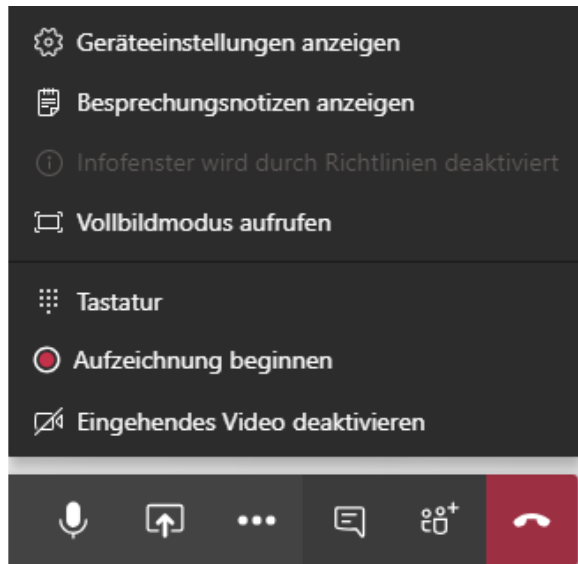 Geräteeinstellungen anzeigen
Besprechungsnotizen anzeigen
Infofenster wird durch Richtlinien deaktiviert
Vollbildmodus aufrufen
Tastatur
Aufzeichnung beginnen
Eingehendes Video deaktivieren